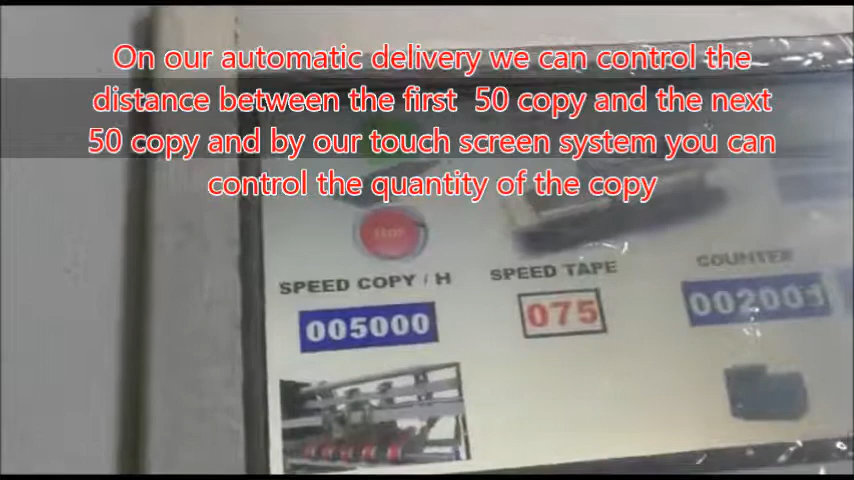 On our automatic delivery we can control the
distance between the first 50 copy and the next
50 copy and by our touch screen system you can
control the quantity of the copy
STOP
SPEED COPY / H
SPEED TAPE
COUNTER
005000
075
002001